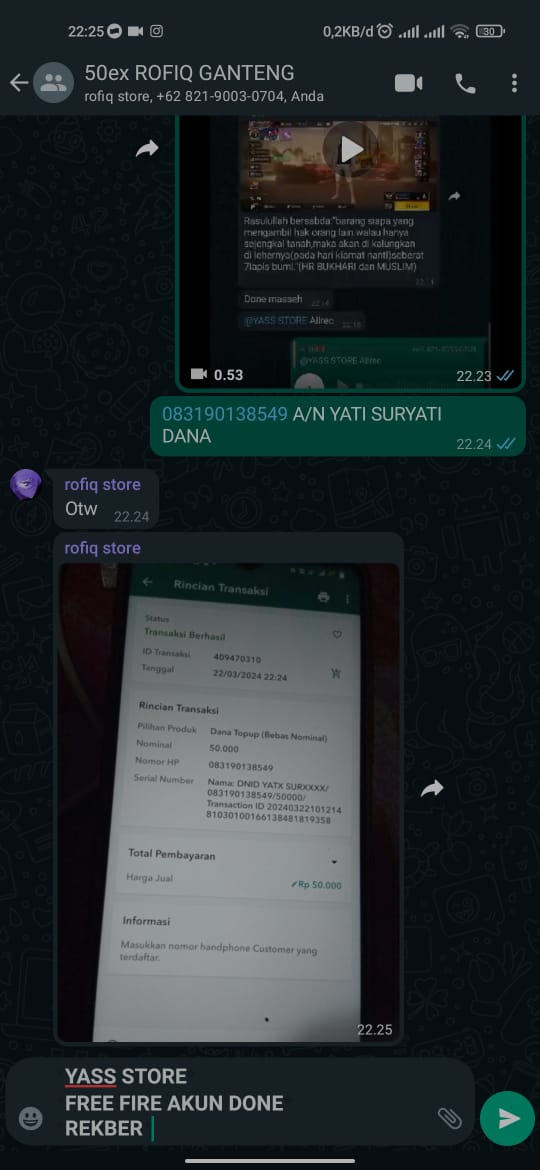 22:25
0,2KB/d
30
50ex ROFIQ GANTENG
rofiq store, +62 821-9003-0704, Anda
Rasulullah bersabda:"barang siapa yang
mengambil hak orang lain walau hanya
sejengkal tanah,maka akan di kalungkan
di lehernya(pada hari kiamat nanti)seberat
7lapis bumi."(HR BUKHARI dan MUSLIM)
Done masseh 22:14
@YASS STORE Allrec
@YASS STORE Allrec
0.53
22.23
083190138549 A/N YATI SURYATI
DANA
22.24
rofiq store
Otw 22.24
rofiq store
Rincian Transaksi
Status
Transaksi Berhasil
ID Transaksi 409470310
Tanggal 22/03/2024 22:24
Rincian Transaksi
Pilihan Produk Dana Topup (Bebas Nominal)
Nominal 50.000
Nomor HP 083190138549
Serial Number Nama: DNID YATX SURXXXX/
083190138549/50000/
Transaction ID 20240322101214
81030100166138481819358
Total Pembayaran
Harga Jual Rp 50.000
Informasi
Masukkan nomor handphone Customer yang
terdaftar.
22.25
YASS STORE
FREE FIRE AKUN DONE
REKBER